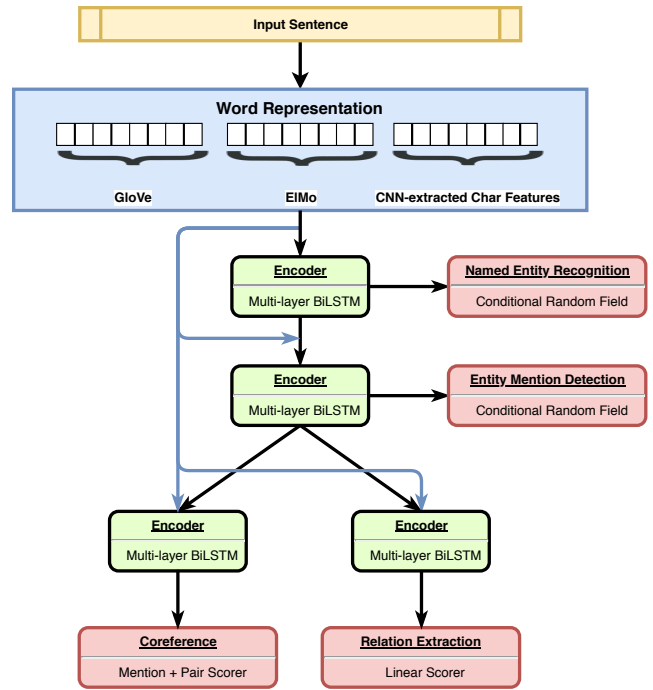 Input Sentence
Word Representation
GloVe
ElMo
CNN-extracted Char Features
Encoder
Multi-layer BiLSTM
Named Entity Recognition
Conditional Random Field
Encoder
Multi-layer BiLSTM
Entity Mention Detection
Conditional Random Field
Encoder
Multi-layer BiLSTM
Encoder
Multi-layer BiLSTM
Coreference
Mention + Pair Scorer
Relation Extraction
Linear Scorer